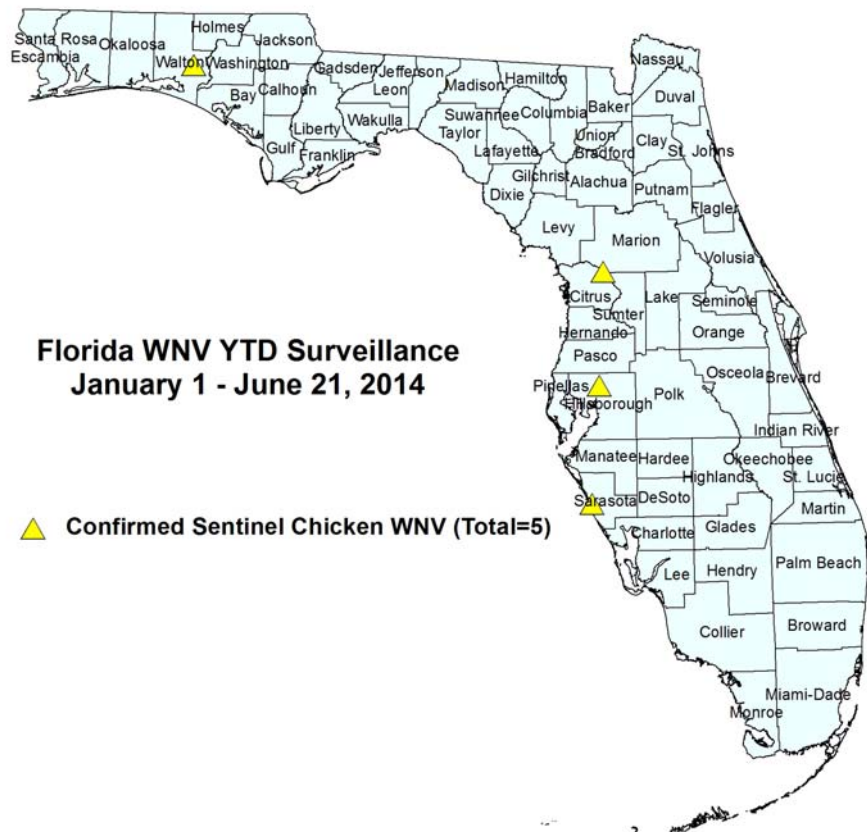 Holmes
Santa Rosa
Okaloosa
Jackson
Escambia
Walton
Washington
Gadsden
Jefferson
Nassau
Madison
Hamilton
Bay
Calhoun
Leon
Duval
Liberty
Wakulla
Suwannee
Columbia
Baker
Taylor
Union
Clay
Gulf
Franklin
Lafayette
Bradford
St. Johns
Gilchrist
Alachua
Dixie
Putnam
Flagler
Levy
Marion
Volusia
Citrus
Lake
Seminole
Sumter
Hernando
Orange
Florida WNV YTD Surveillance
January 1 - June 21, 2014
Pasco
Osceola
Brevard
Pinellas
Polk
Hillsborough
Indian River
Manatee
Hardee
Okeechobee
Highlands
St. Lucie
Sarasota
DeSoto
Martin
Confirmed Sentinel Chicken WNV (Total=5)
Charlotte
Glades
Palm Beach
Lee
Hendry
Collier
Broward
Miami-Dade
Monroe